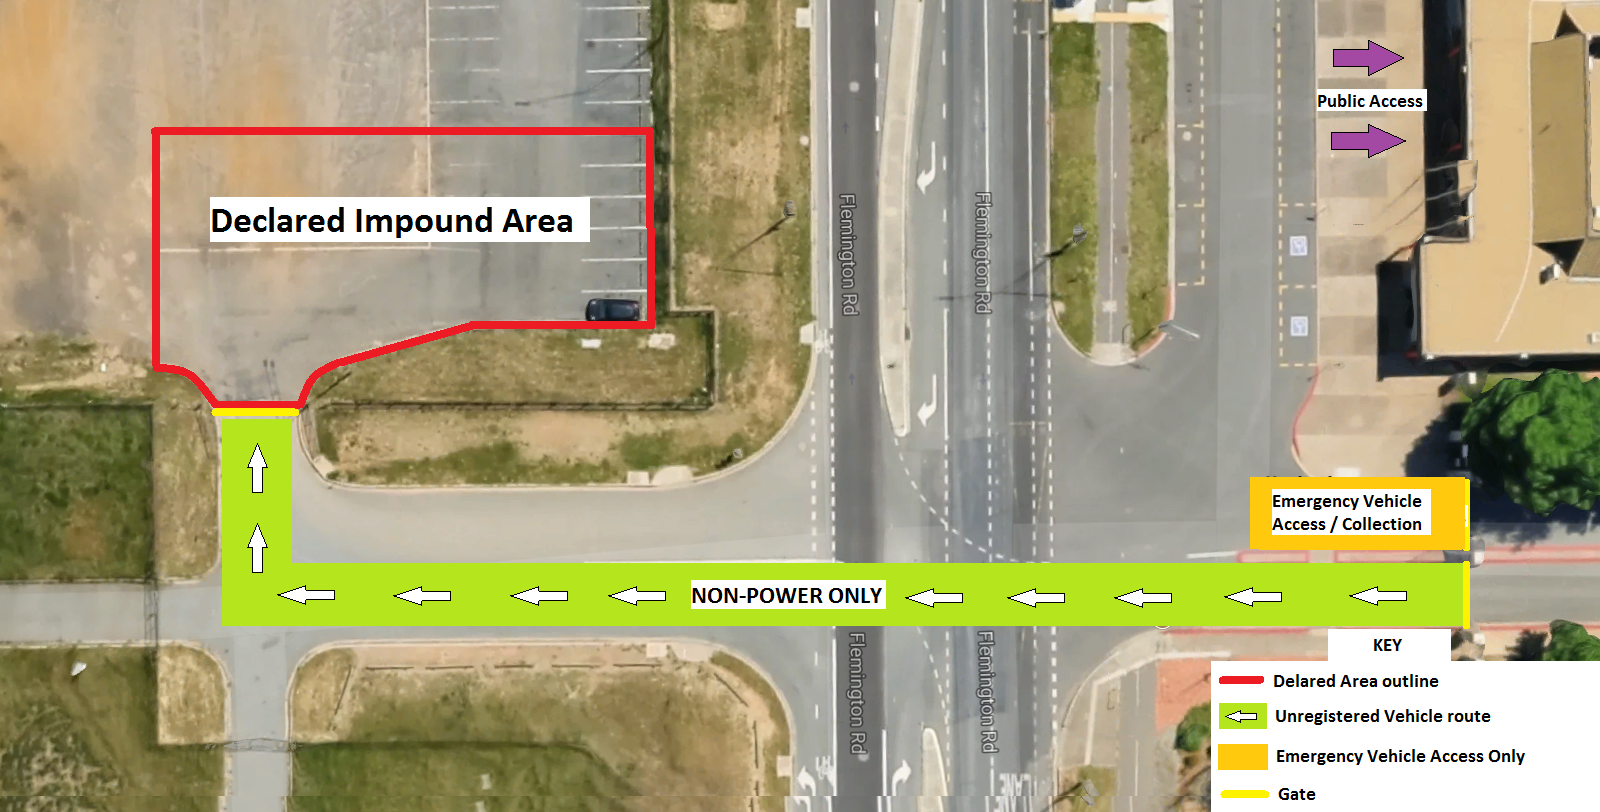 Public Access
Declared Impound Area
Flemington Rd
Flemington Rd
Emergency Vehicle
Access / Collection
NON-POWER ONLY
Flemington Rd
Flemington Rd
KEY
Delared Area outline
Unregistered Vehicle route
Emergency Vehicle Access Only
Gate